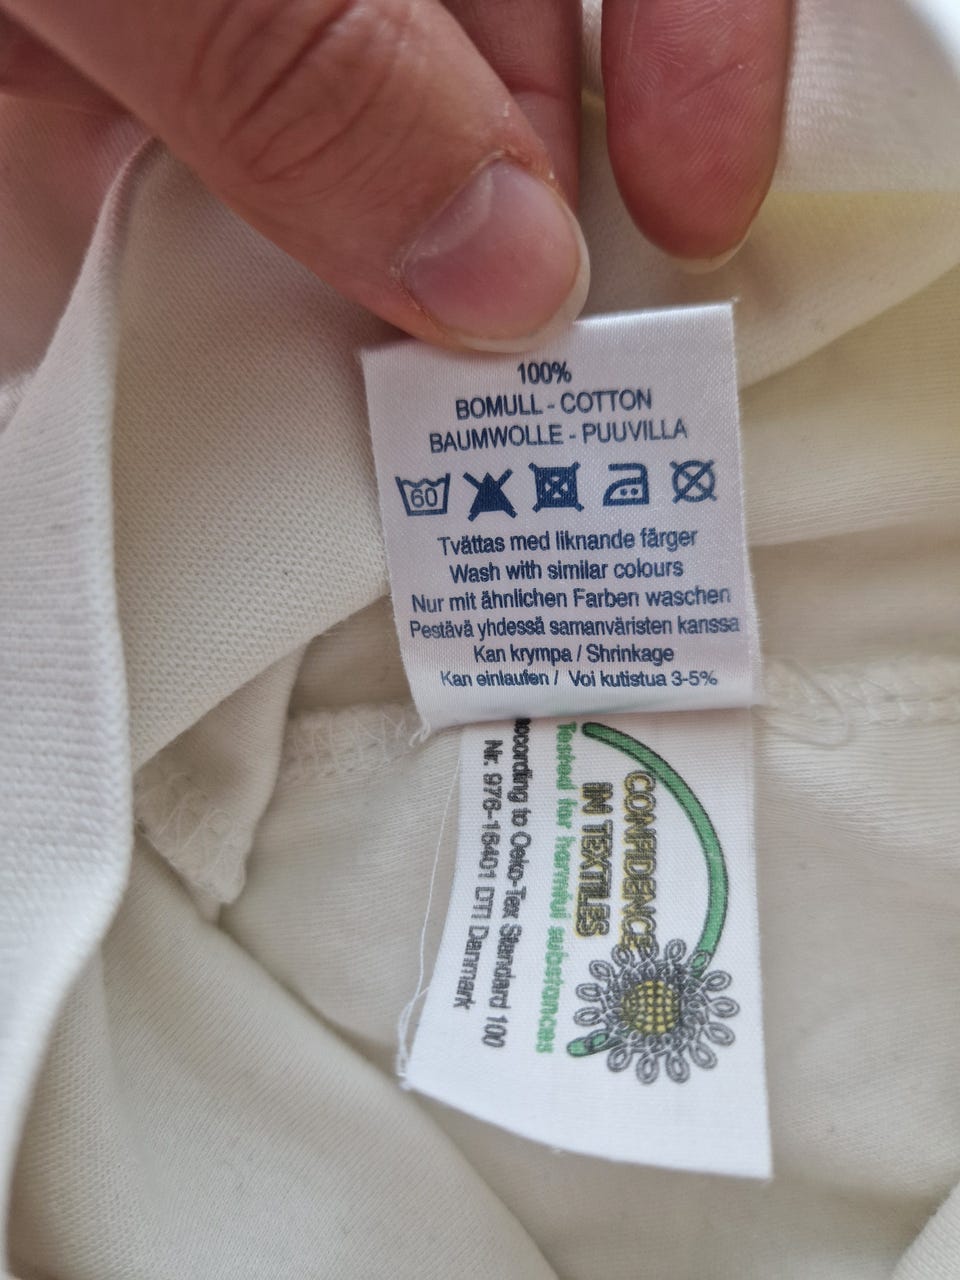 100%
BOMULL - COTTON
BAUMWOLLE - PUUVILLA
60
Tvättas med liknande färger
Wash with similar colours
Nur mit ähnlichen Farben waschen
Pestävä yhdessä samanväristen kanssa
Kan krympa / Shrinkage
Kan einlaufen / Voi kutistua 3-5%
CONFIDENCE
IN TEXTILES
Tested for harmful substances
according to Oeko-Tex Standard 100
Nr. 976-16401 DTI Danmark